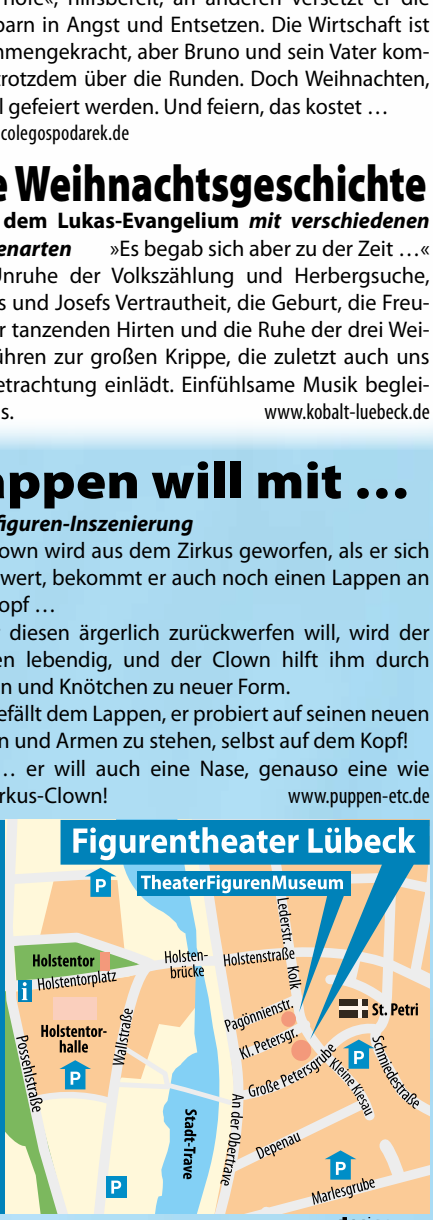 barn in Angst und Entsetzen. Die Wirtschaft ist
mengekracht, aber Bruno und sein Vater kom-
trotzdem über die Runden. Doch Weihnachten,
l gefeiert werden. Und feiern, das kostet …
colegospodarek.de
e Weihnachtsgeschichte
dem Lukas-Evangelium mit verschiedenen
enarten »Es begab sich aber zu der Zeit …«
Unruhe der Volkszählung und Herbergsuche,
s und Josefs Vertrautheit, die Geburt, die Freu-
r tanzenden Hirten und die Ruhe der drei Wei-
ühren zur großen Krippe, die zuletzt auch uns
etrachtung einlädt. Einfühlsame Musik beglei-
s. www.kobalt-luebeck.de
appen will mit …
figuren-Inszenierung
own wird aus dem Zirkus geworfen, als er sich
wert, bekommt er auch noch einen Lappen an
opf …
r diesen ärgerlich zurückwerfen will, wird der
en lebendig, und der Clown hilft ihm durch
n und Knötchen zu neuer Form.
efällt dem Lappen, er probiert auf seinen neuen
n und Armen zu stehen, selbst auf dem Kopf!
… er will auch eine Nase, genauso eine wie
rkus-Clown! www.puppen-etc.de
Figurentheater Lübeck
P
TheaterFigurenMuseum
Lederstr.
Holstentor
Holsten-
brücke
Holstenstraße
Kolk
i
Holstentorplatz
Pagönnienstr.
St. Petri
Holstentor-
halle
Wallstraße
Kl. Petersgr.
Possehlstraße
P
Große Petersgrube
P
Schmiedestraße
Kleine Kiesau
Stadt-Trave
An der Obertrave
Depenau
P
P
Marlesgrube